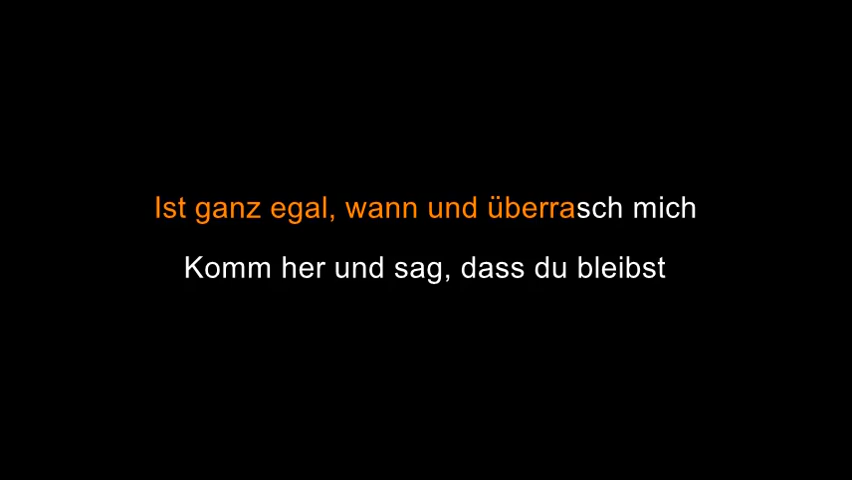 Ist ganz egal, wann und überrasch mich
Komm her und sag, dass du bleibst